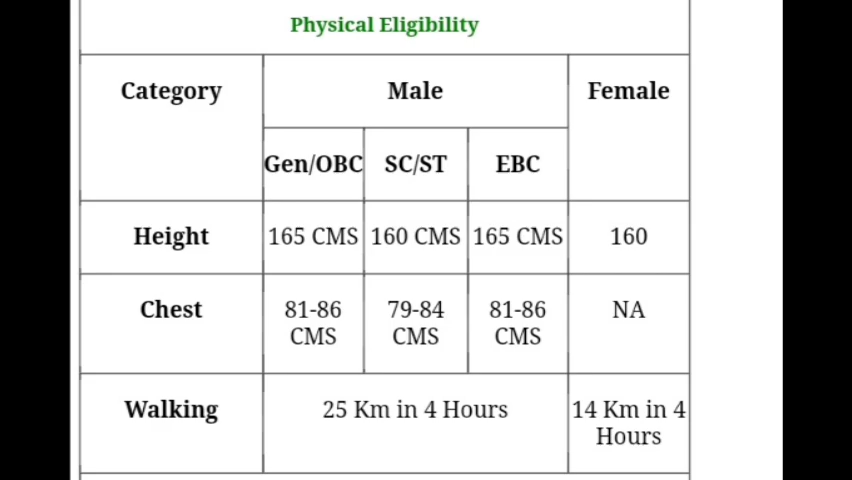 Physical Eligibility
Category Male Female
Gen/OBC SC/ST EBC
Height 165 CMS 160 CMS 165 CMS 160
Chest 81-86 79-84 81-86 NA
CMS CMS CMS
Walking 25 Km in 4 Hours 14 Km in 4
Hours